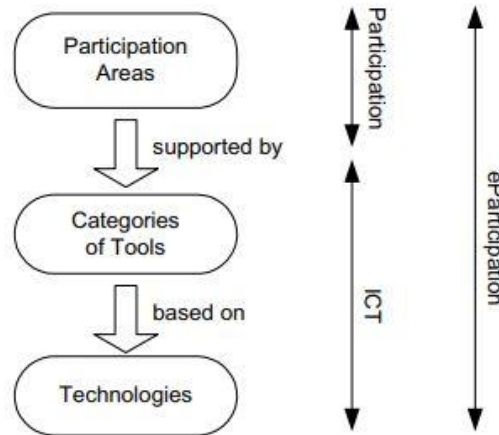 Participation
Areas
supported by
Categories
of Tools
based on
Technologies
Participation
ICT
eParticipation